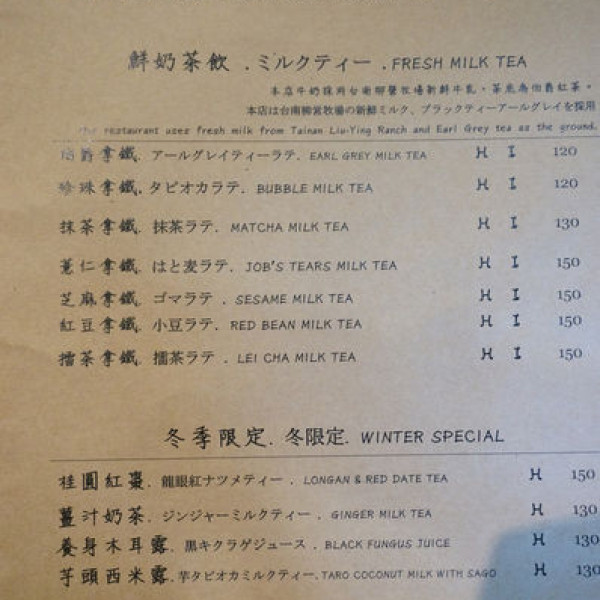 鮮奶茶飲 . ミルクティー . FRESH MILK TEA
本店牛奶採用台南柳營牧場新鮮牛乳，茶底為伯爵紅茶。
本店は台南柳営牧場の新鮮ミルク、ブラックティーアールグレイを採用
restaurant uses fresh milk from Tainan Liu-Ying Ranch and Earl Grey tea as the ground.
伯爵拿鐵. アールグレイティーラテ. EARL GREY MILK TEA H I 120
珍珠拿鐵. タピオカラテ. BUBBLE MILK TEA H I 120
抹茶拿鐵. 抹茶ラテ. MATCHA MILK TEA H I 130
薏仁拿鐵. はと麦ラテ. JOB'S TEARS MILK TEA H I 150
芝麻拿鐵. ゴマラテ . SESAME MILK TEA H I 150
紅豆拿鐵. 小豆ラテ. RED BEAN MILK TEA H I 150
擂茶拿鐵. 擂茶ラテ . LEI CHA MILK TEA H I 150
冬季限定. 冬限定. WINTER SPECIAL
桂圓紅棗. 龍眼紅ナツメティー . LONGAN & RED DATE TEA H 150
薑汁奶茶. ジンジャーミルクティー . GINGER MILK TEA H 130
養身木耳露. 黒キクラゲジュース . BLACK FUNGUS JUICE H 130
芋頭西米露. 芋タピオカミルクティー. TARO COCONUT MILK WITH SAGO H 130